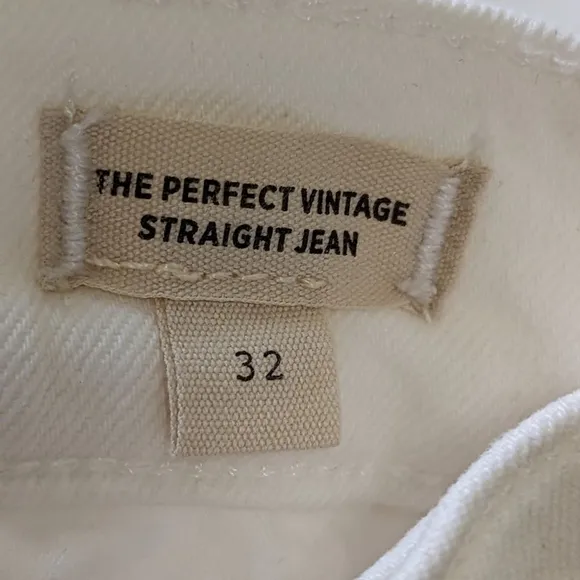 THE PERFECT VINTAGE
STRAIGHT JEAN
32